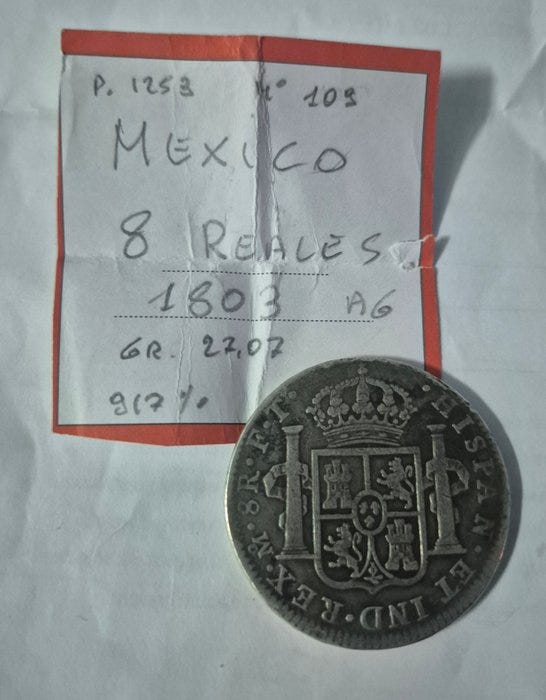 P. 1253 N° 109
MEXICO
8 REALES
1803 AG
GR. 27,07
917 %
·HISPAN·ET IND·REX·M·8R·F·T·